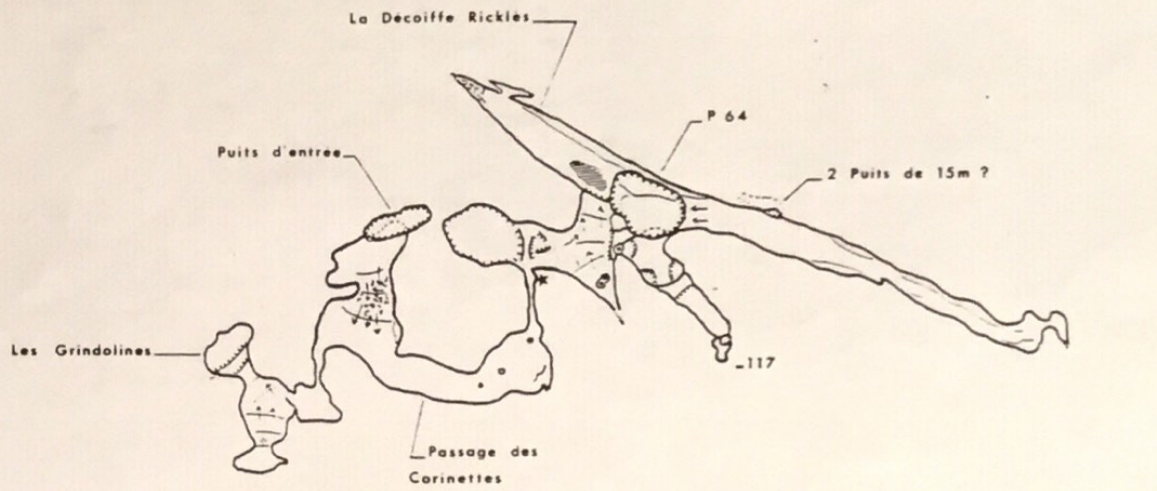 La Décoiffe Ricklès
P 64
Puits d'entrée
2 Puits de 15m ?
Les Grindolines
-117
Passage des
Corinettes